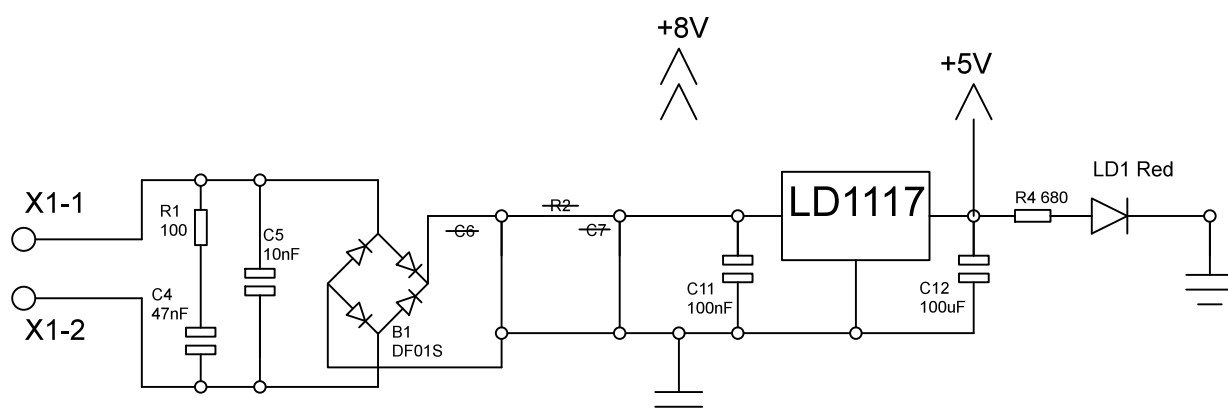 +8V
+5V
X1-1
R1
100
C5
10nF
C4
47nF
X1-2
B1
DF01S
R2
C6
C7
C11
100nF
LD1117
C12
100uF
R4 680
LD1 Red